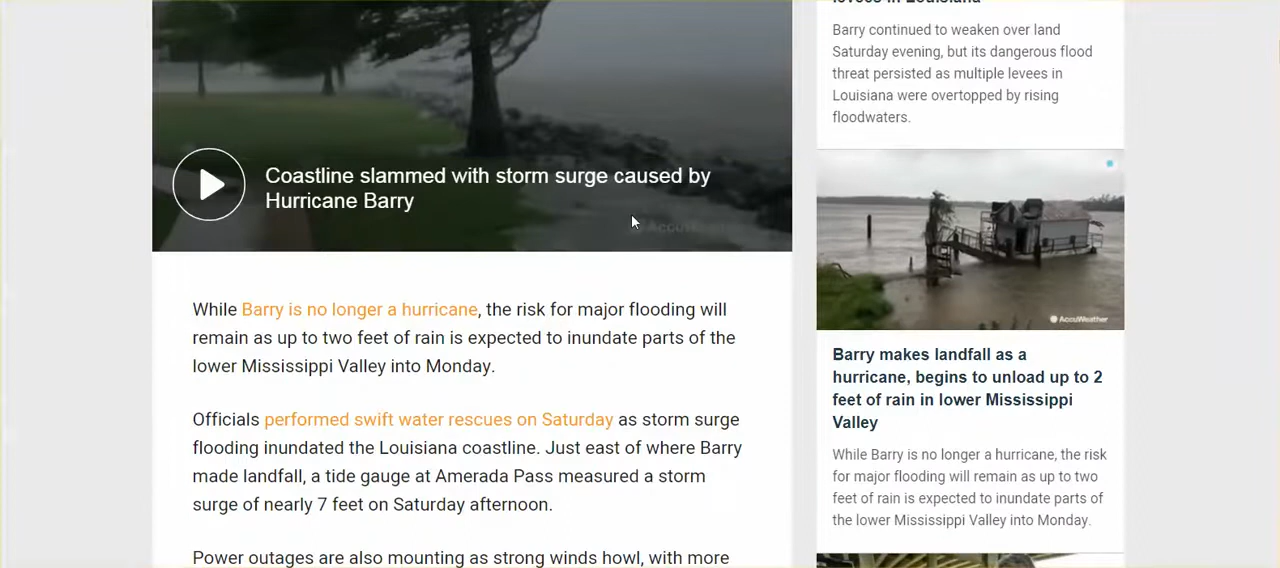 Coastline slammed with storm surge caused by
Hurricane Barry
While Barry is no longer a hurricane, the risk for major flooding will
remain as up to two feet of rain is expected to inundate parts of the
lower Mississippi Valley into Monday.
Officials performed swift water rescues on Saturday as storm surge
flooding inundated the Louisiana coastline. Just east of where Barry
made landfall, a tide gauge at Amerada Pass measured a storm
surge of nearly 7 feet on Saturday afternoon.
Power outages are also mounting as strong winds howl, with more
levees in Louisiana
Barry continued to weaken over land
Saturday evening, but its dangerous flood
threat persisted as multiple levees in
Louisiana were overtopped by rising
floodwaters.
AccuWeather
Barry makes landfall as a
hurricane, begins to unload up to 2
feet of rain in lower Mississippi
Valley
While Barry is no longer a hurricane, the risk
for major flooding will remain as up to two
feet of rain is expected to inundate parts of
the lower Mississippi Valley into Monday.